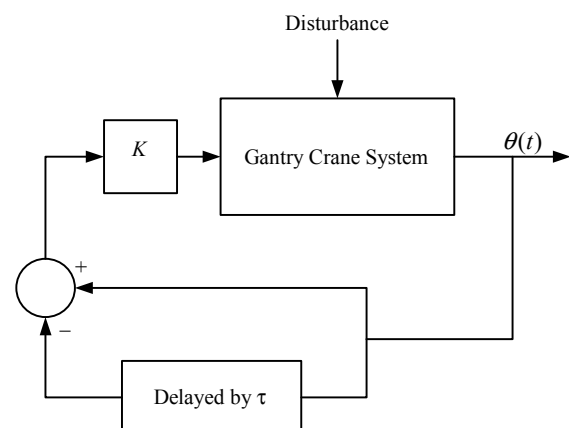 Disturbance
K
Gantry Crane System
θ(t)
+
−
Delayed by τ